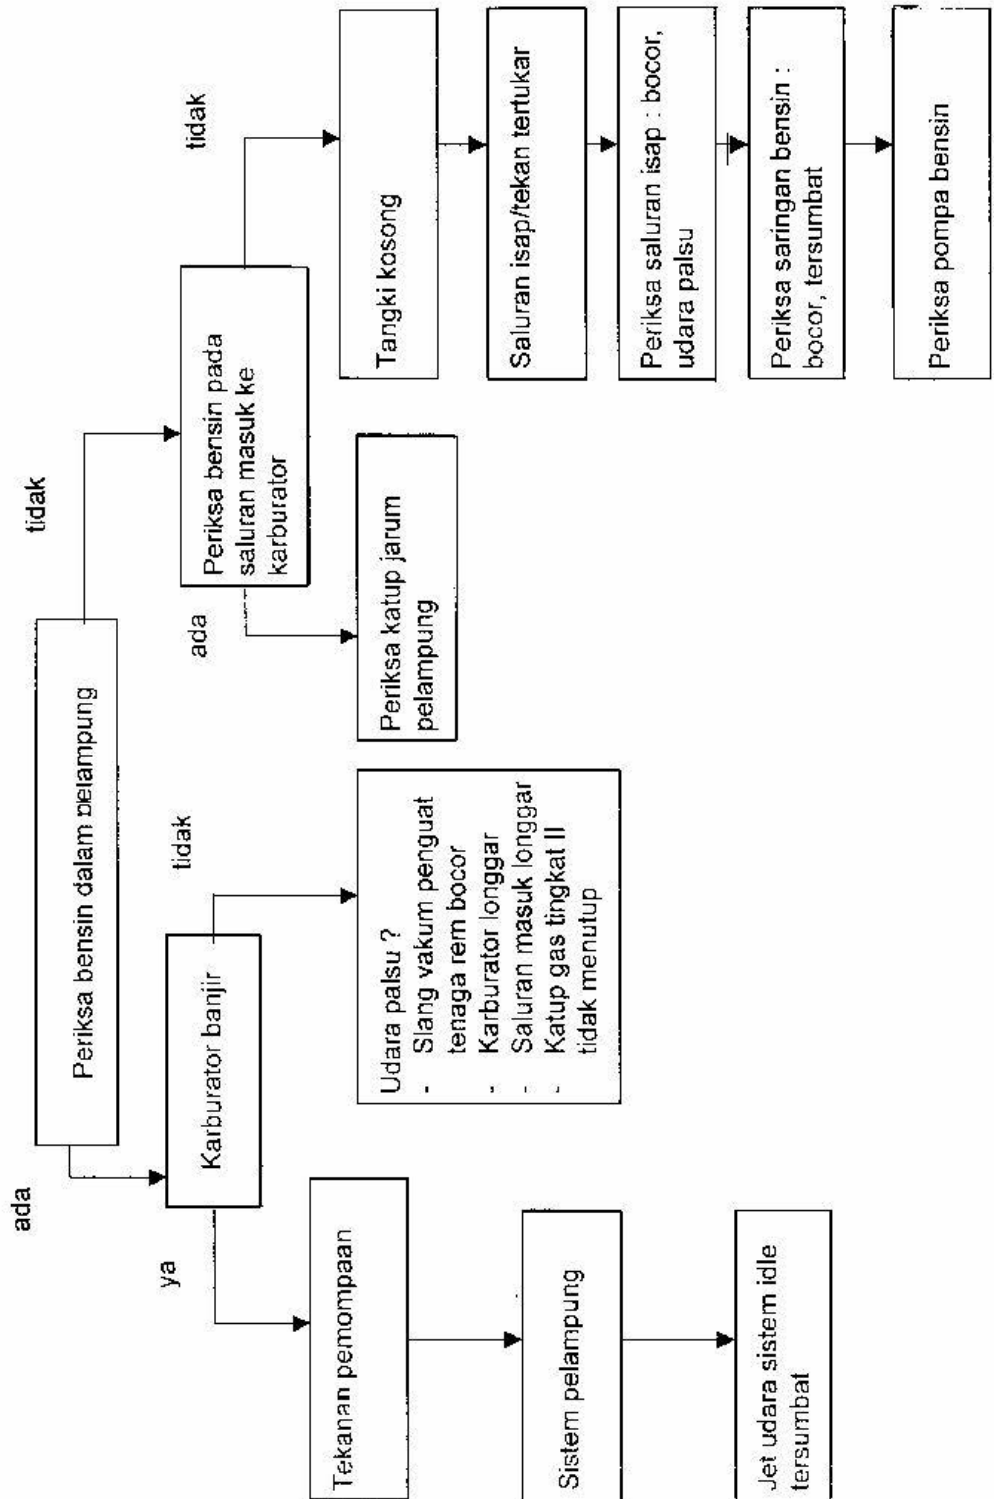 Periksa bensin dalam pelampung
ada
tidak
Karburator banjir
ya
tidak
Tekanan pemompaan
Sistem pelampung
Jet udara sistem idle
tersumbat
Udara palsu ?
- Slang vakum penguat
tenaga rem bocor
- Karburator longgar
- Saluran masuk longgar
- Katup gas tingkat II
tidak menutup
Periksa bensin pada
saluran masuk ke
karburator
ada
tidak
Periksa katup jarum
pelampung
Tangki kosong
Saluran isap/tekan tertukar
Periksa saluran isap : bocor,
udara palsu
Periksa saringan bensin :
bocor, tersumbat
Periksa pompa bensin